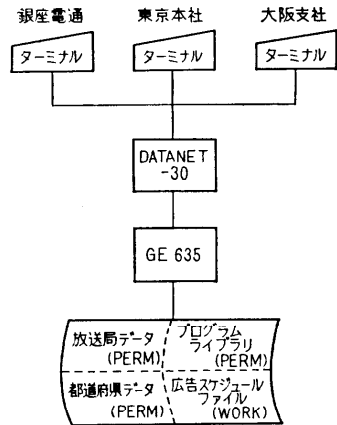 銀座電通 東京本社 大阪支社
ターミナル ターミナル ターミナル
DATANET
-30
GE 635
放送局データ
(PERM)
プログラム
ライブラリ
(PERM)
都道府県データ
(PERM)
広告スケジュール
ファイル
(WORK)